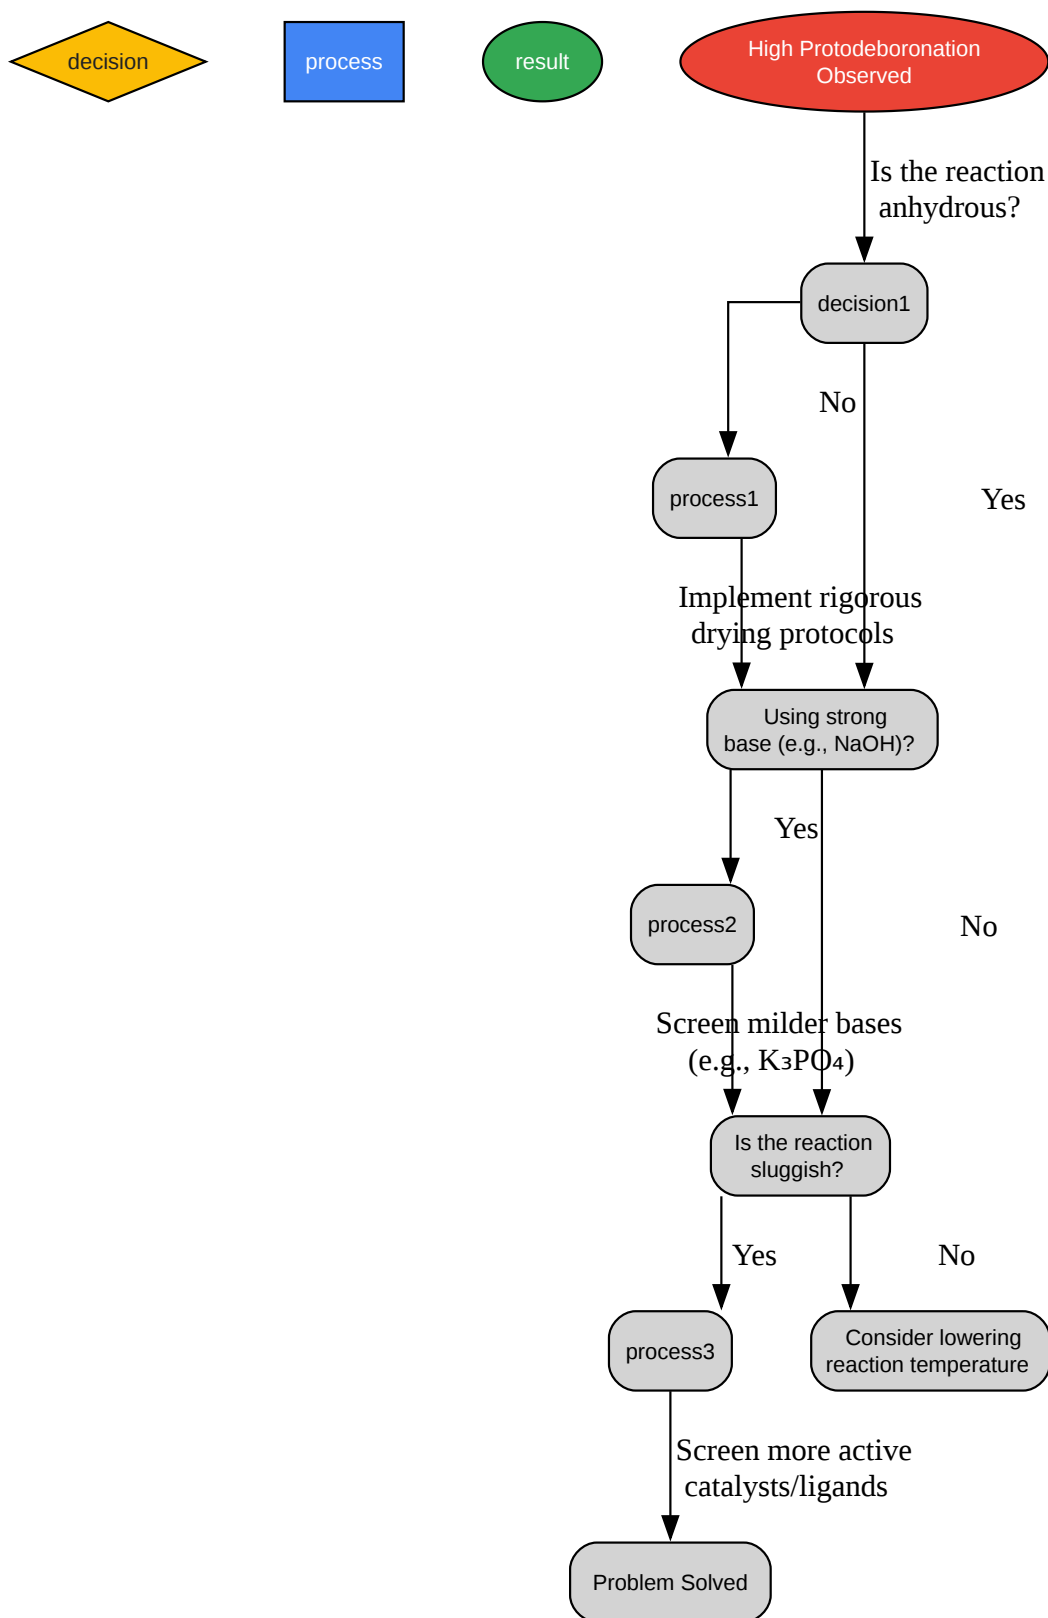 decision
process
result
High Protodeboronation
Observed
Is the reaction
anhydrous?
decision1
No
process1
Yes
Implement rigorous
drying protocols
Using strong
base (e.g., NaOH)?
Yes
process2
No
Screen milder bases
(e.g., K₃PO₄)
Is the reaction
sluggish?
Yes
No
process3
Consider lowering
reaction temperature
Screen more active
catalysts/ligands
Problem Solved